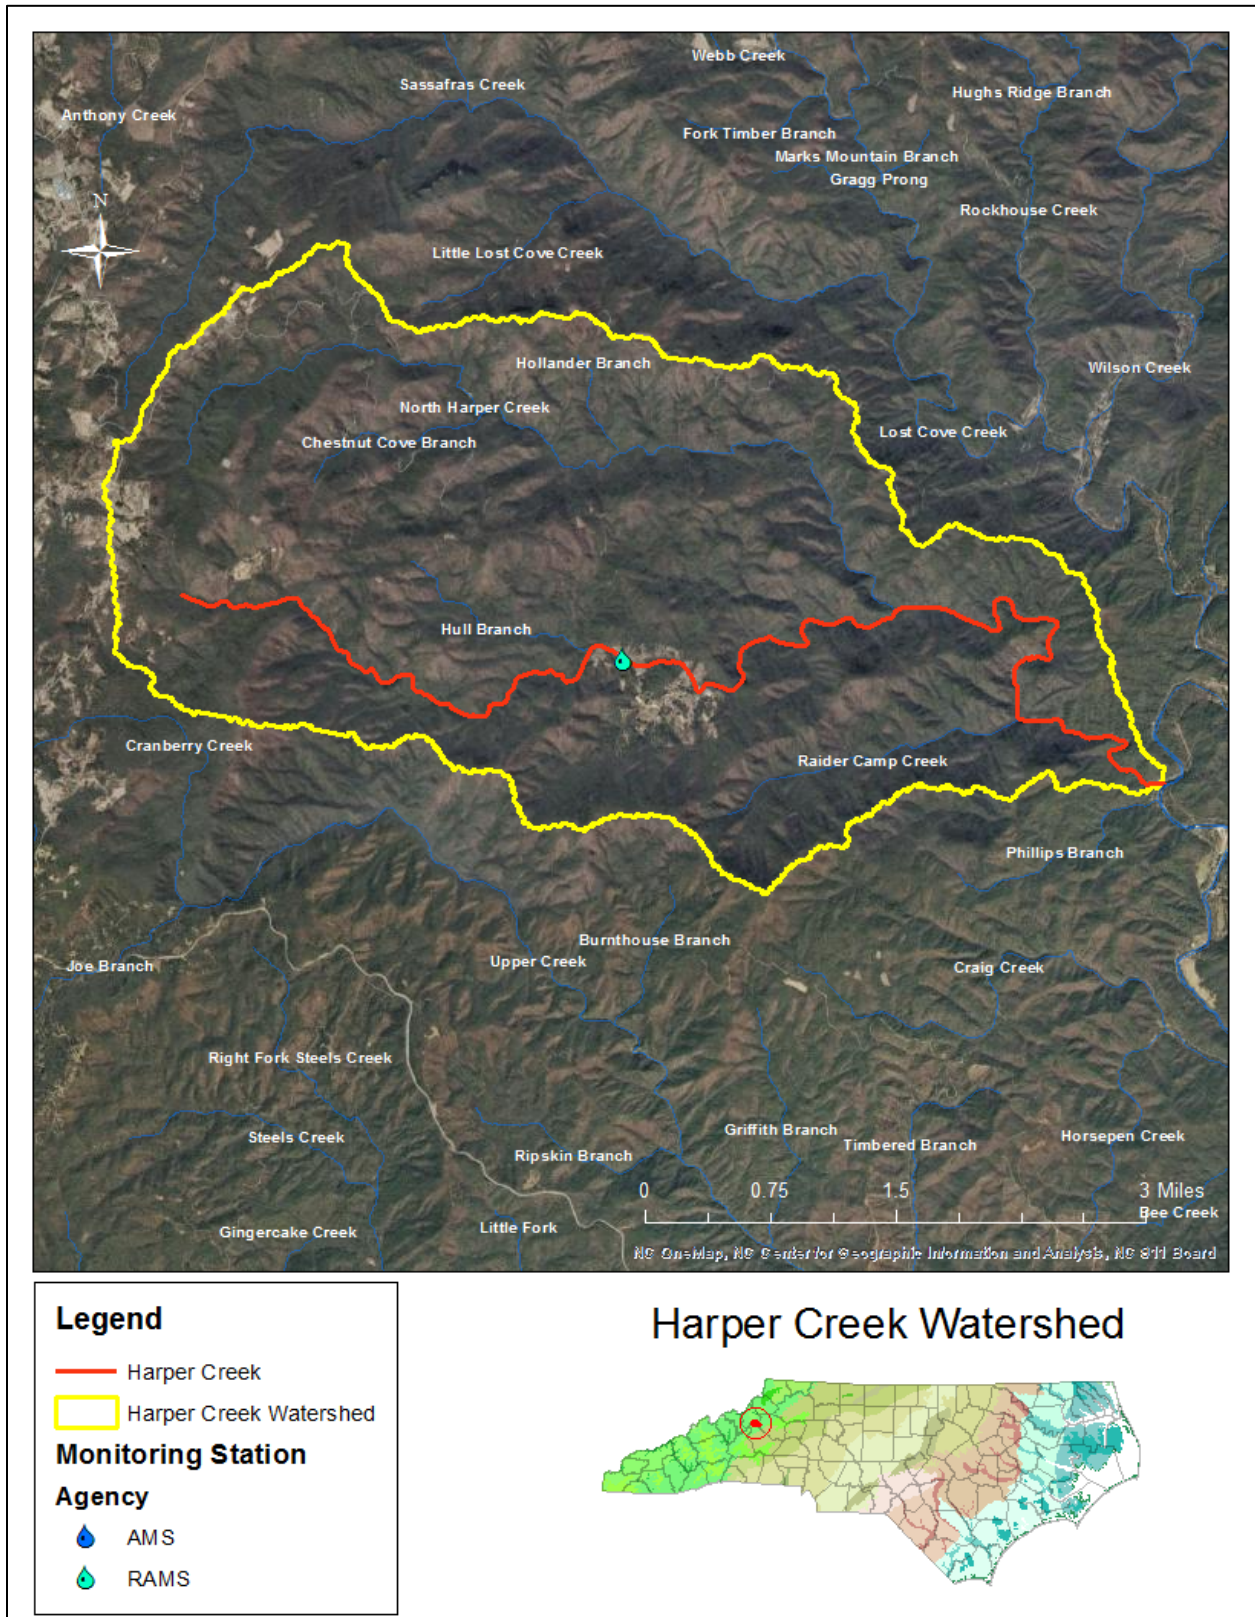 Webb Creek
Sassafras Creek
Hughs Ridge Branch
Anthony Creek
Fork Timber Branch
Marks Mountain Branch
Gragg Prong
N
Rockhouse Creek
Little Lost Cove Creek
Hollander Branch
Wilson Creek
North Harper Creek
Chestnut Cove Branch
Lost Cove Creek
Hull Branch
Cranberry Creek
Raider Camp Creek
Phillips Branch
Burnthouse Branch
Upper Creek
Joe Branch
Craig Creek
Right Fork Steels Creek
Griffith Branch
Steels Creek
Timbered Branch
Horsepen Creek
Ripskin Branch
0 0.75 1.5 3 Miles
Bee Creek
Gingercake Creek
Little Fork
NC OneMap, NC Center for Geographic Information and Analysis, NC 911 Board
Legend
Harper Creek
Harper Creek Watershed
Monitoring Station
Agency
AMS
RAMS
Harper Creek Watershed